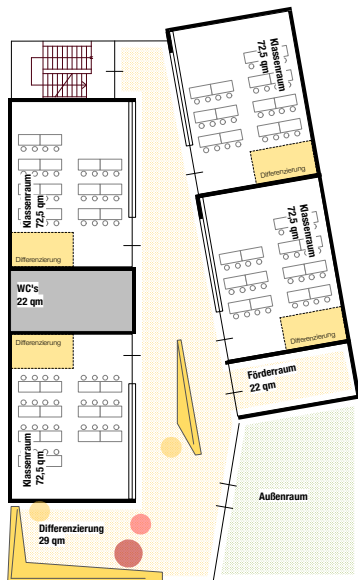 Klassenraum
72,5 qm
Differenzierung
Klassenraum
72,5 qm
Differenzierung
WC's
22 qm
Klassenraum
72,5 qm
Differenzierung
Differenzierung
Klassenraum
72,5 qm
Förderraum
22 qm
Außenraum
Differenzierung
29 qm